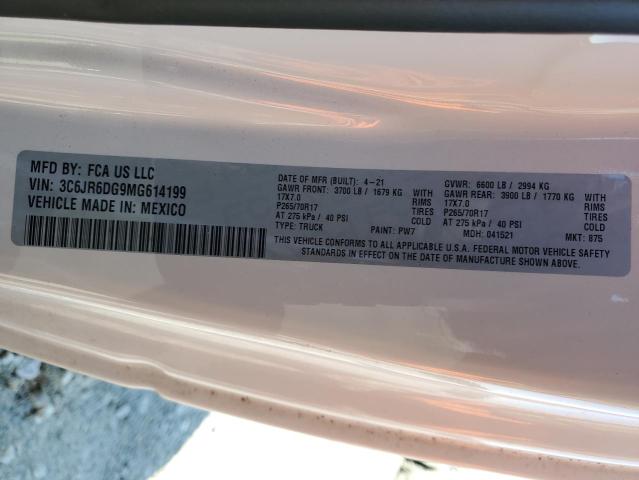 MFD BY: FCA US LLC
VIN: 3C6JR6DG9MG614199
VEHICLE MADE IN: MEXICO
DATE OF MFR (BUILT): 4-21 GVWR: 6600 LB / 2994 KG
GAWR FRONT: 3700 LB / 1679 KG GAWR REAR: 3900 LB / 1770 KG
17X7.0 RIMS 17X7.0 RIMS
P265/70R17 TIRES P265/70R17 TIRES
AT 275 kPa / 40 PSI COLD AT 275 kPa / 40 PSI COLD
TYPE: TRUCK PAINT: PW7 MDH: 041521 MKT: 875
THIS VEHICLE CONFORMS TO ALL APPLICABLE U.S.A. FEDERAL MOTOR VEHICLE SAFETY
STANDARDS IN EFFECT ON THE DATE OF MANUFACTURE SHOWN ABOVE.